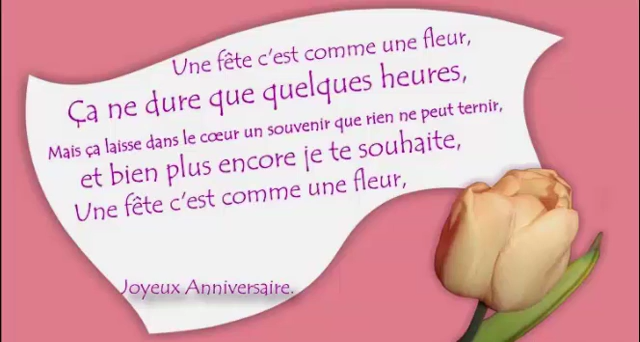 Une fête c'est comme une fleur,
Ça ne dure que quelques heures,
Mais ça laisse dans le cœur un souvenir que rien ne peut ternir,
et bien plus encore je te souhaite,
Une fête c'est comme une fleur,
Joyeux Anniversaire.